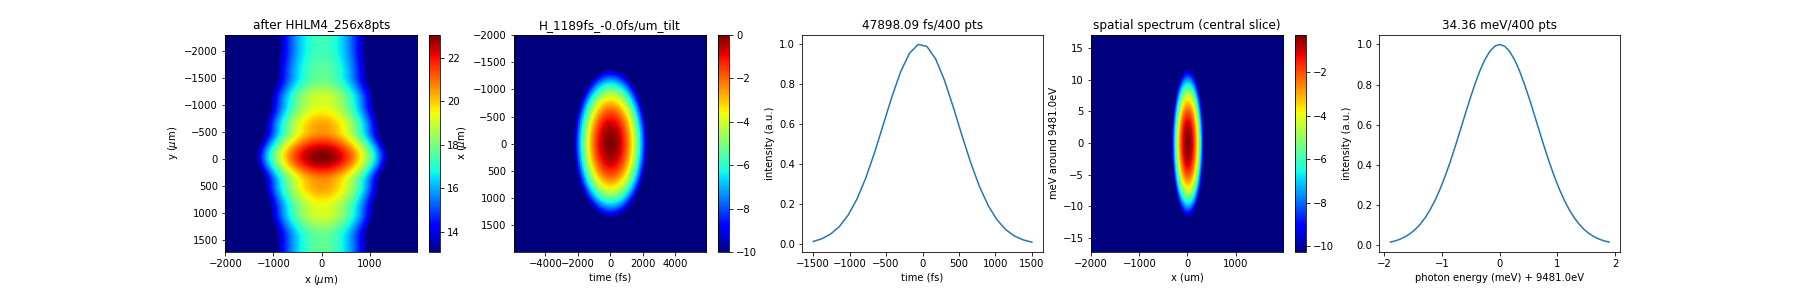 after HHLM4_256x8pts
−2000
−1500
−1000
−500
0
500
1000
1500
y (μm)
−2000 −1000 0 1000
x (μm)
22
20
18
16
14
H_1189fs_-0.0fs/um_tilt
−2000
−1500
−1000
−500
0
500
1000
1500
x (μm)
−4000 −2000 0 2000 4000
time (fs)
0
−2
−4
−6
−8
−10
47898.09 fs/400 pts
1.0
0.8
0.6
0.4
0.2
0.0
intensity (a.u.)
−1500 −1000 −500 0 500 1000 1500
time (fs)
spatial spectrum (central slice)
15
10
5
0
−5
−10
−15
meV around 9481.0eV
−2000 −1000 0 1000
x (um)
−2
−4
−6
−8
−10
34.36 meV/400 pts
1.0
0.8
0.6
0.4
0.2
0.0
intensity (a.u.)
−2 −1 0 1 2
photon energy (meV) + 9481.0eV